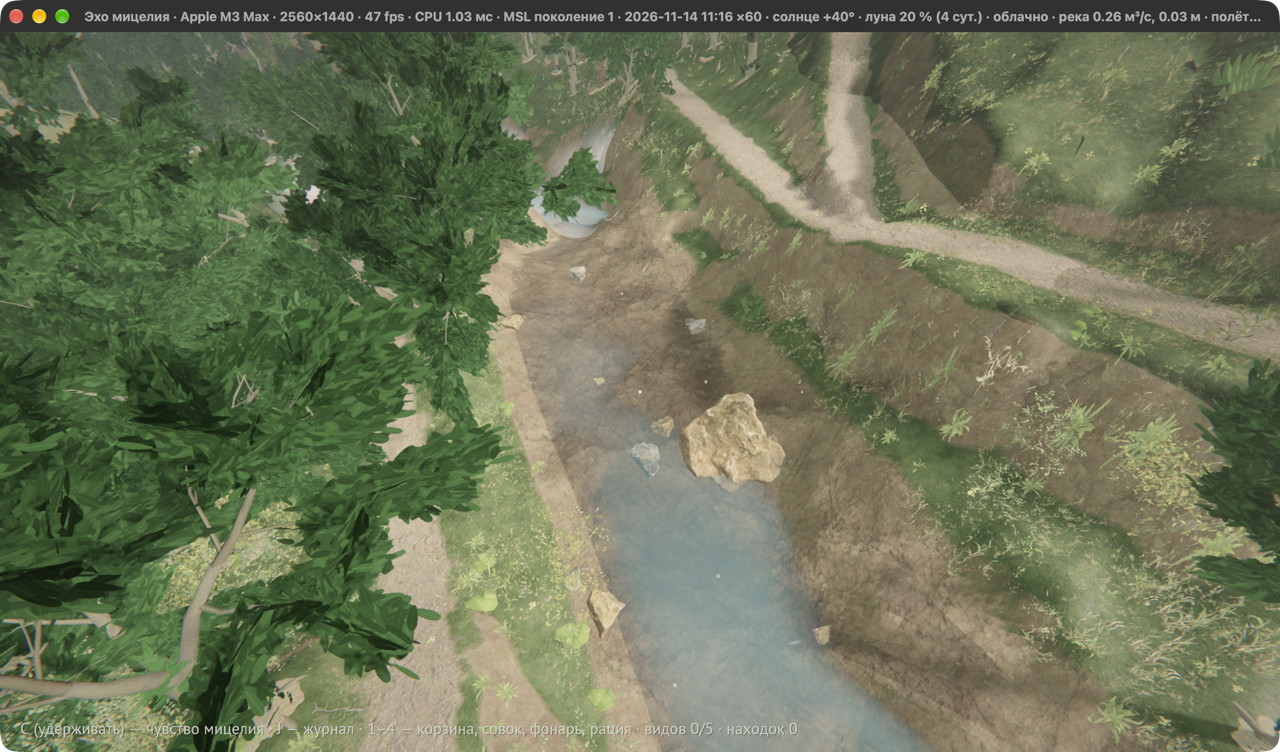 Эхо мицелия · Apple M3 Max · 2560×1440 · 47 fps · CPU 1.03 мс · MSL поколение 1 · 2026-11-14 11:16 ×60 · солнце +40° · луна 20 % (4 сут.) · облачно · река 0.26 м³/с, 0.03 м · полёт...
C (удерживать) — чувство мицелия · J — журнал · 1–4 — корзина, совок, фонарь, рация · видов 0/5 · находок 0